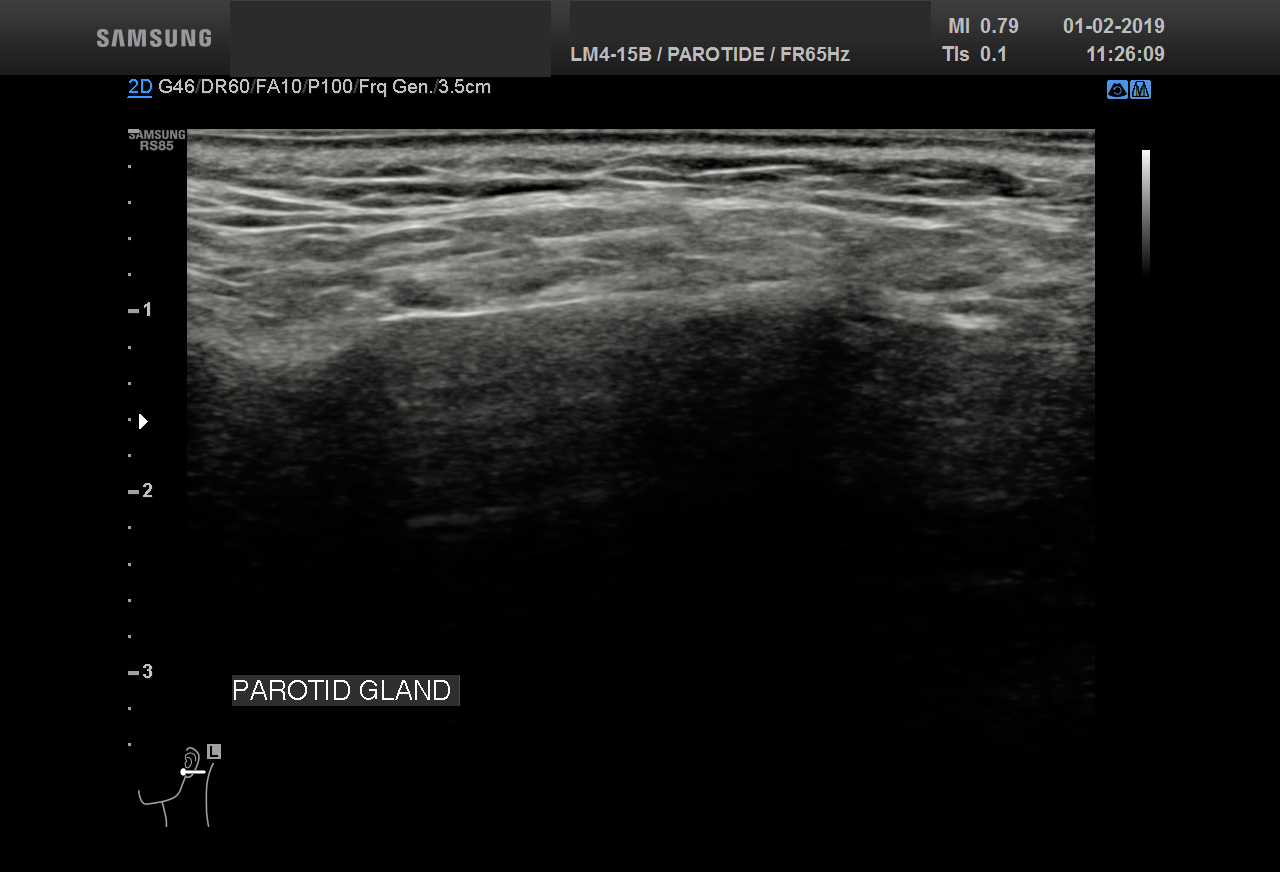 SAMSUNG
LM4-15B / PAROTIDE / FR65Hz
MI 0.79
TIs 0.1
01-02-2019
11:26:09
2D G46/DR60/FA10/P100/Frq Gen./3.5cm
SAMSUNG
RS85
1
2
3
PAROTID GLAND
L